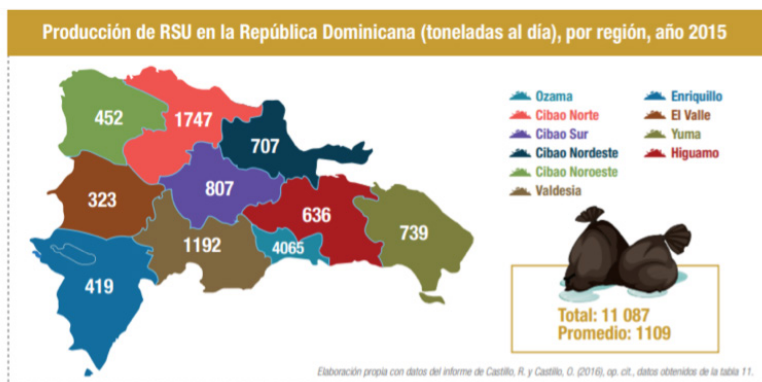 Producción de RSU en la República Dominicana (toneladas al día), por región, año 2015
452
1747
707
323
807
636
739
1192
4065
419
Ozama
Cibao Norte
Cibao Sur
Cibao Nordeste
Cibao Noroeste
Valdesia
Enriquillo
El Valle
Yuma
Higuamo
Total: 11 087
Promedio: 1109
Elaboración propia con datos del informe de Castillo, R. y Castillo, O. (2016), op. cit., datos obtenidos de la tabla 11.